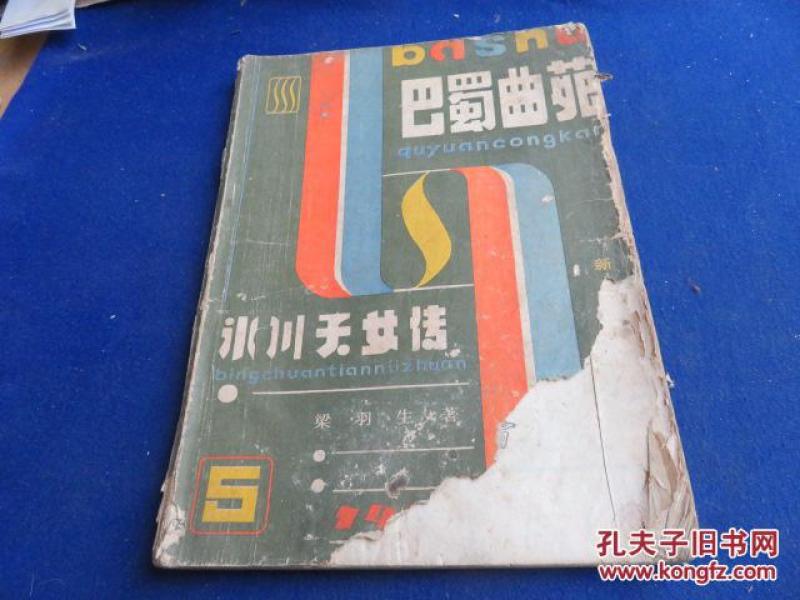 bashu
巴蜀曲苑
quyuancongkan
新
冰川天女传
bingchuantiannüzhuan
梁羽生 著
5
19
孔夫子旧书网
www.kongfz.com